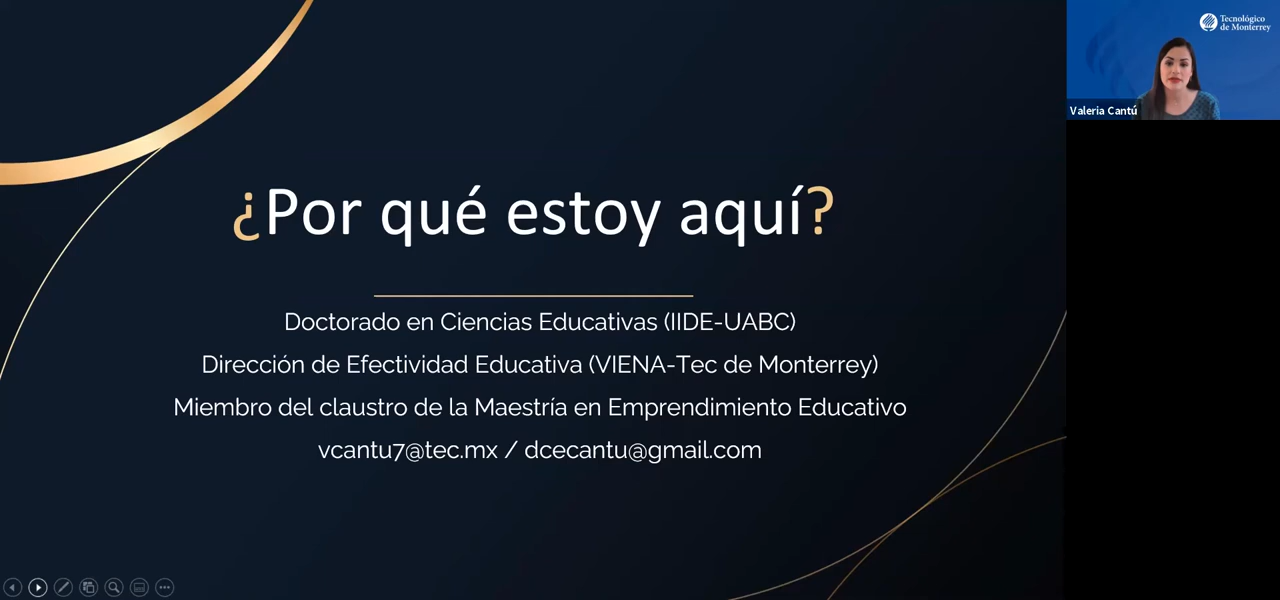 Tecnológico
de Monterrey
Valeria Cantú
¿Por qué estoy aquí?
Doctorado en Ciencias Educativas (IIDE-UABC)
Dirección de Efectividad Educativa (VIENA-Tec de Monterrey)
Miembro del claustro de la Maestría en Emprendimiento Educativo
vcantu7@tec.mx / dcecantu@gmail.com